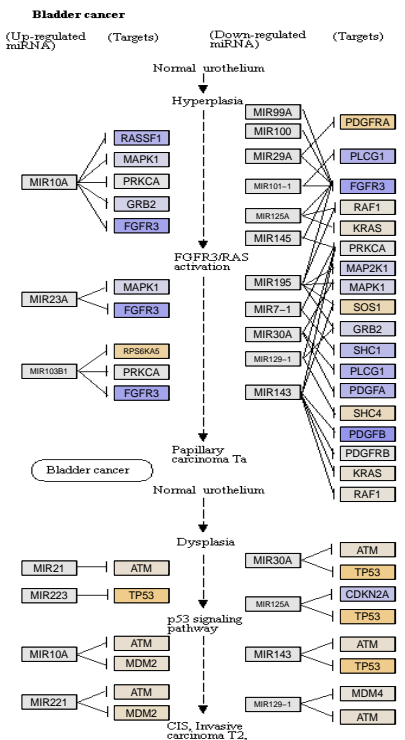 Bladder cancer
(Up-regulated miRNA)
(Targets)
(Down-regulated miRNA)
(Targets)
Normal urothelium
Hyperplasia
MIR10A
RASSF1
MAPK1
PRKCA
GRB2
FGFR3
MIR99A
MIR100
MIR29A
MIR101-1
MIR125A
MIR145
PDGFRA
PLCG1
FGFR3
RAF1
KRAS
PRKCA
FGFR3/RAS
activation
MIR23A
MAPK1
FGFR3
MIR103B1
RPS6KA5
PRKCA
FGFR3
MIR195
MIR7-1
MIR30A
MIR129-1
MIR143
MAP2K1
MAPK1
SOS1
GRB2
SHC1
PLCG1
PDGFA
SHC4
PDGFB
PDGFRB
KRAS
RAF1
Papillary
carcinoma Ta
Bladder cancer
Normal urothelium
Dysplasia
MIR21
ATM
MIR223
TP53
MIR30A
ATM
TP53
MIR125A
CDKN2A
TP53
p53 signaling
pathway
MIR10A
ATM
MDM2
MIR143
ATM
TP53
MIR221
ATM
MDM2
MIR129-1
MDM4
ATM
CIS, Invasive
carcinoma T2,